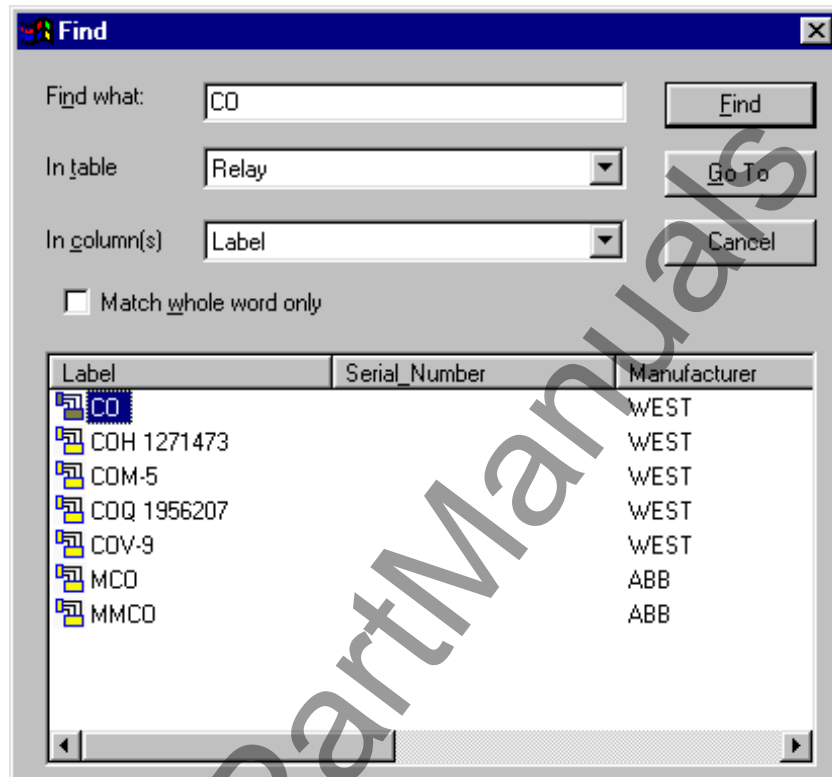 Find
Find what: CO Find
In table Relay Go To
In column(s) Label Cancel
Match whole word only
Label Serial_Number Manufacturer
CO WEST
COH 1271473 WEST
COM-5 WEST
COQ 1956207 WEST
COV-9 WEST
MCO ABB
MMCO ABB
PartManuals